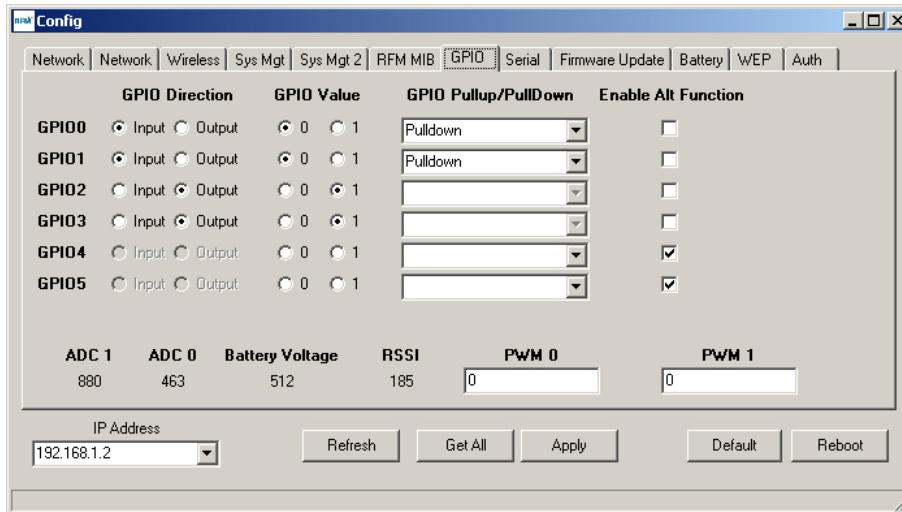 RFM Config
Network Network Wireless Sys Mgt Sys Mgt 2 RFM MIB GPIO Serial Firmware Update Battery WEP Auth
GPIO Direction GPIO Value GPIO Pullup/PullDown Enable Alt Function
GPIO0 Input Output 0 1 Pulldown
GPIO1 Input Output 0 1 Pulldown
GPIO2 Input Output 0 1
GPIO3 Input Output 0 1
GPIO4 Input Output 0 1
GPIO5 Input Output 0 1
ADC 1 ADC 0 Battery Voltage RSSI PWM 0 PWM 1
880 463 512 185 0 0
IP Address
192.168.1.2 Refresh Get All Apply Default Reboot